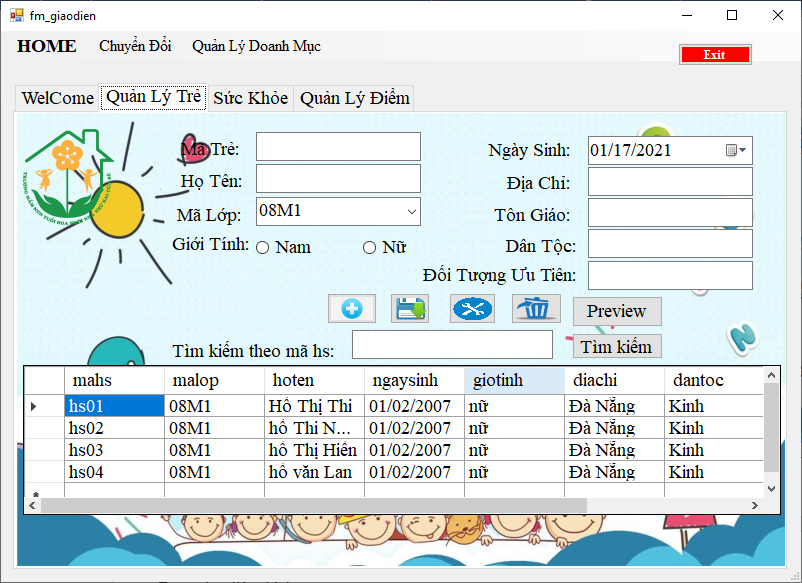 fm_giaodien
HOME Chuyển Đổi Quản Lý Doanh Mục
Exit
WelCome Quản Lý Trẻ Sức Khỏe Quản Lý Điểm
Mã Trẻ:
Ngày Sinh: 01/17/2021
Họ Tên:
Địa Chỉ:
Mã Lớp: 08M1
Tôn Giáo:
Giới Tính: Nam Nữ
Dân Tộc:
Đối Tượng Ưu Tiên:
Preview
Tìm kiếm theo mã hs:
Tìm kiếm
mahs malop hoten ngaysinh giotinh diachi dantoc
hs01 08M1 Hồ Thị Thi 01/02/2007 nữ Đà Nẵng Kinh
hs02 08M1 hồ Thi N... 01/02/2007 nữ Đà Nẵng Kinh
hs03 08M1 hồ Thị Hiên 01/02/2007 nữ Đà Nẵng Kinh
hs04 08M1 hồ văn Lan 01/02/2007 nữ Đà Nẵng Kinh